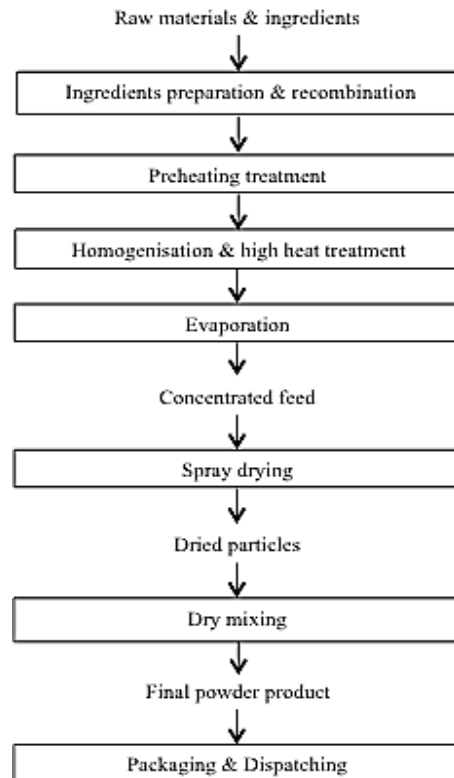 Raw materials & ingredients
Ingredients preparation & recombination
Preheating treatment
Homogenisation & high heat treatment
Evaporation
Concentrated feed
Spray drying
Dried particles
Dry mixing
Final powder product
Packaging & Dispatching